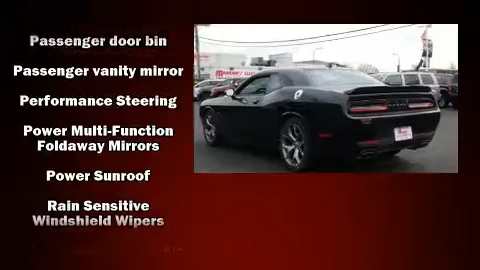 Passenger door bin
Passenger vanity mirror
Performance Steering
Power Multi-Function
Foldaway Mirrors
Power Sunroof
Rain Sensitive
Windshield Wipers